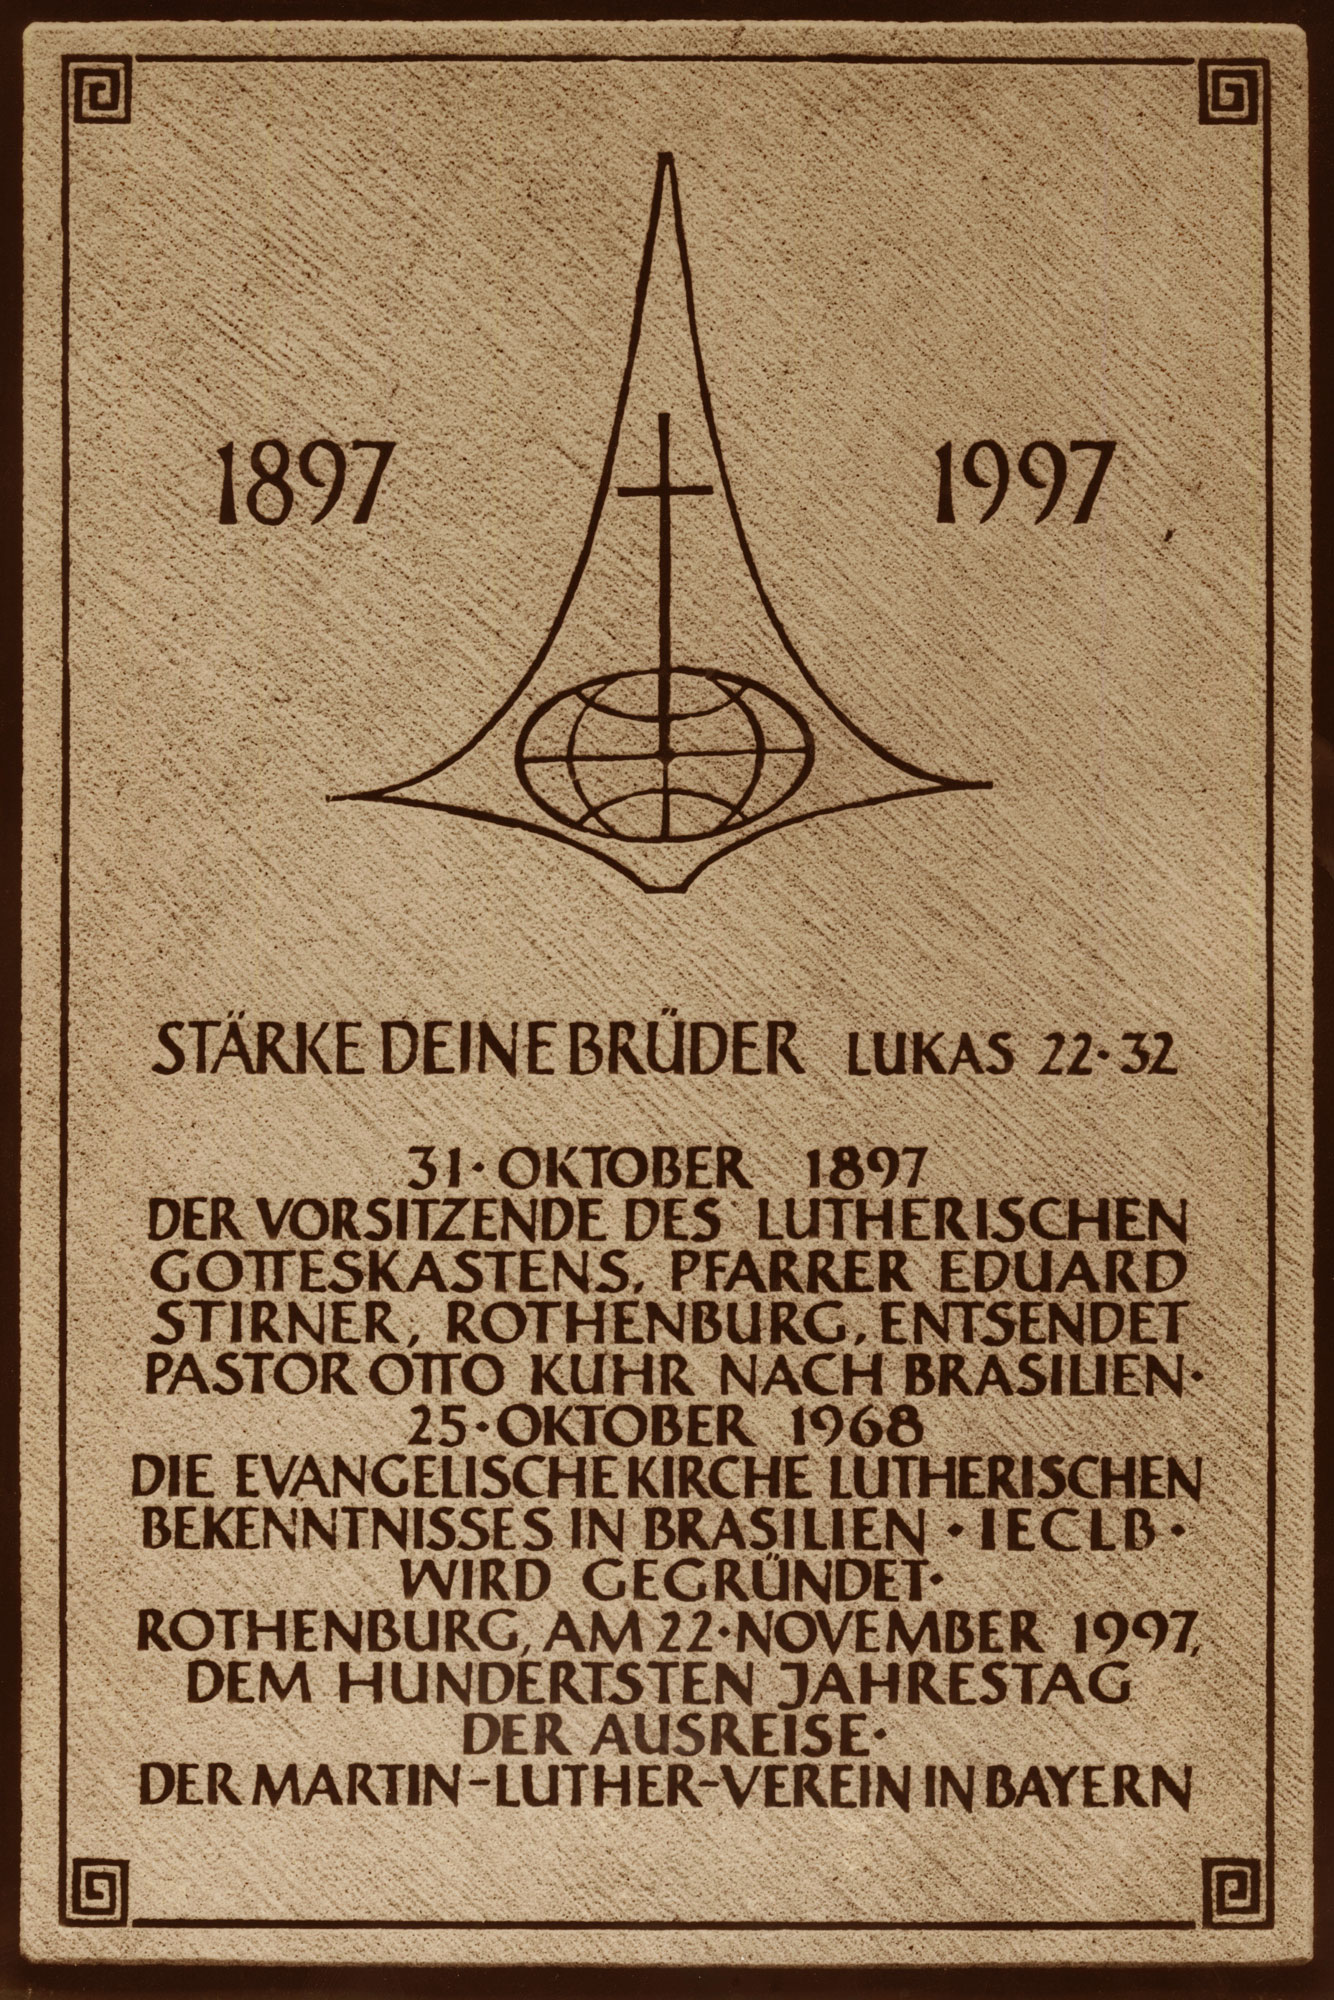 1897 1997
STÄRKE DEINE BRÜDER LUKAS 22·32
31·OKTOBER 1897
DER VORSITZENDE DES LUTHERISCHEN
GOTTESKASTENS, PFARRER EDUARD
STIRNER, ROTHENBURG, ENTSENDET
PASTOR OTTO KUHR NACH BRASILIEN·
25·OKTOBER 1968
DIE EVANGELISCHE KIRCHE LUTHERISCHEN
BEKENNTNISSES IN BRASILIEN ·IECLB·
WIRD GEGRÜNDET·
ROTHENBURG, AM 22·NOVEMBER 1997,
DEM HUNDERTSTEN JAHRESTAG
DER AUSREISE·
DER MARTIN-LUTHER-VEREIN IN BAYERN